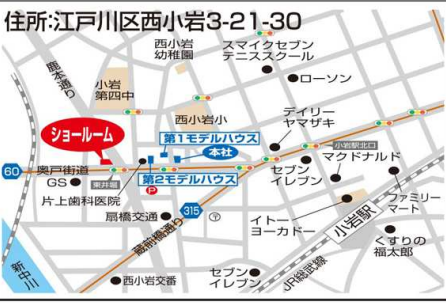 住所:江戸川区西小岩3-21-30
西小岩
幼稚園
スマイクセブン
テニススクール
ローソン
鹿本通り
小岩
第四中
西小岩小
デイリー
ヤマザキ
ショールーム
第1モデルハウス
本社
小岩駅北口
60
奥戸街道
GS
東井堀
第2モデルハウス
P
セブン
イレブン
マクドナルド
片上歯科医院
扇橋交通
315
〒
蔵前橋通り
イトー
ヨーカドー
小岩駅
ファミリー
マート
くすりの
福太郎
JR総武線
新中川
西小岩交番
セブン
イレブン